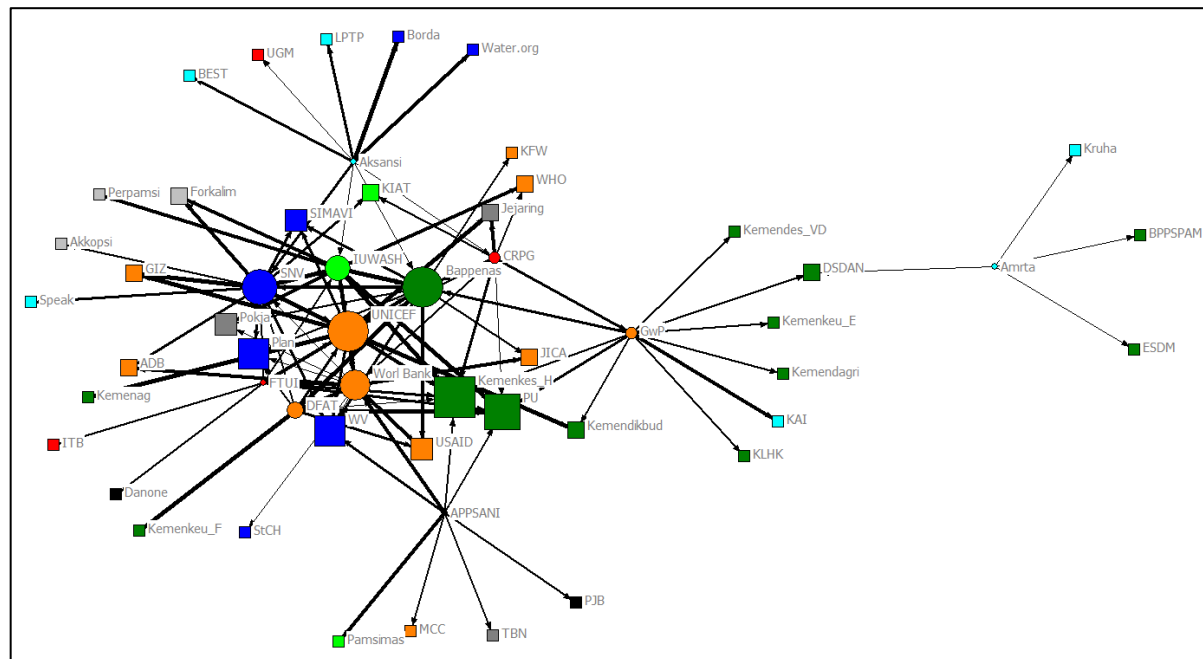 LPTP
Borda
UGM
Water.org
BEST
Kruha
KFW
Aksansi
WHO
KIAT
Perpamsi
Forkalim
Jejaring
SIMAVI
Kemendes_VD
BPPSPAM
Akkopsi
IUWASH
CRPG
GIZ
SNV
Bappenas
DSDAN
Amrta
Speak
Pokja
UNICEF
Kemenkeu_E
GwP
Plan
JICA
ESDM
ADB
Worl Bank
Kemenkes_H
Kemendagri
FTUI
Kemenag
PU
DFAT
WV
Kemendikbud
KAI
ITB
USAID
KLHK
Danone
APPSANI
Kemenkeu_F
StCH
PJB
Pamsimas
MCC
TBN